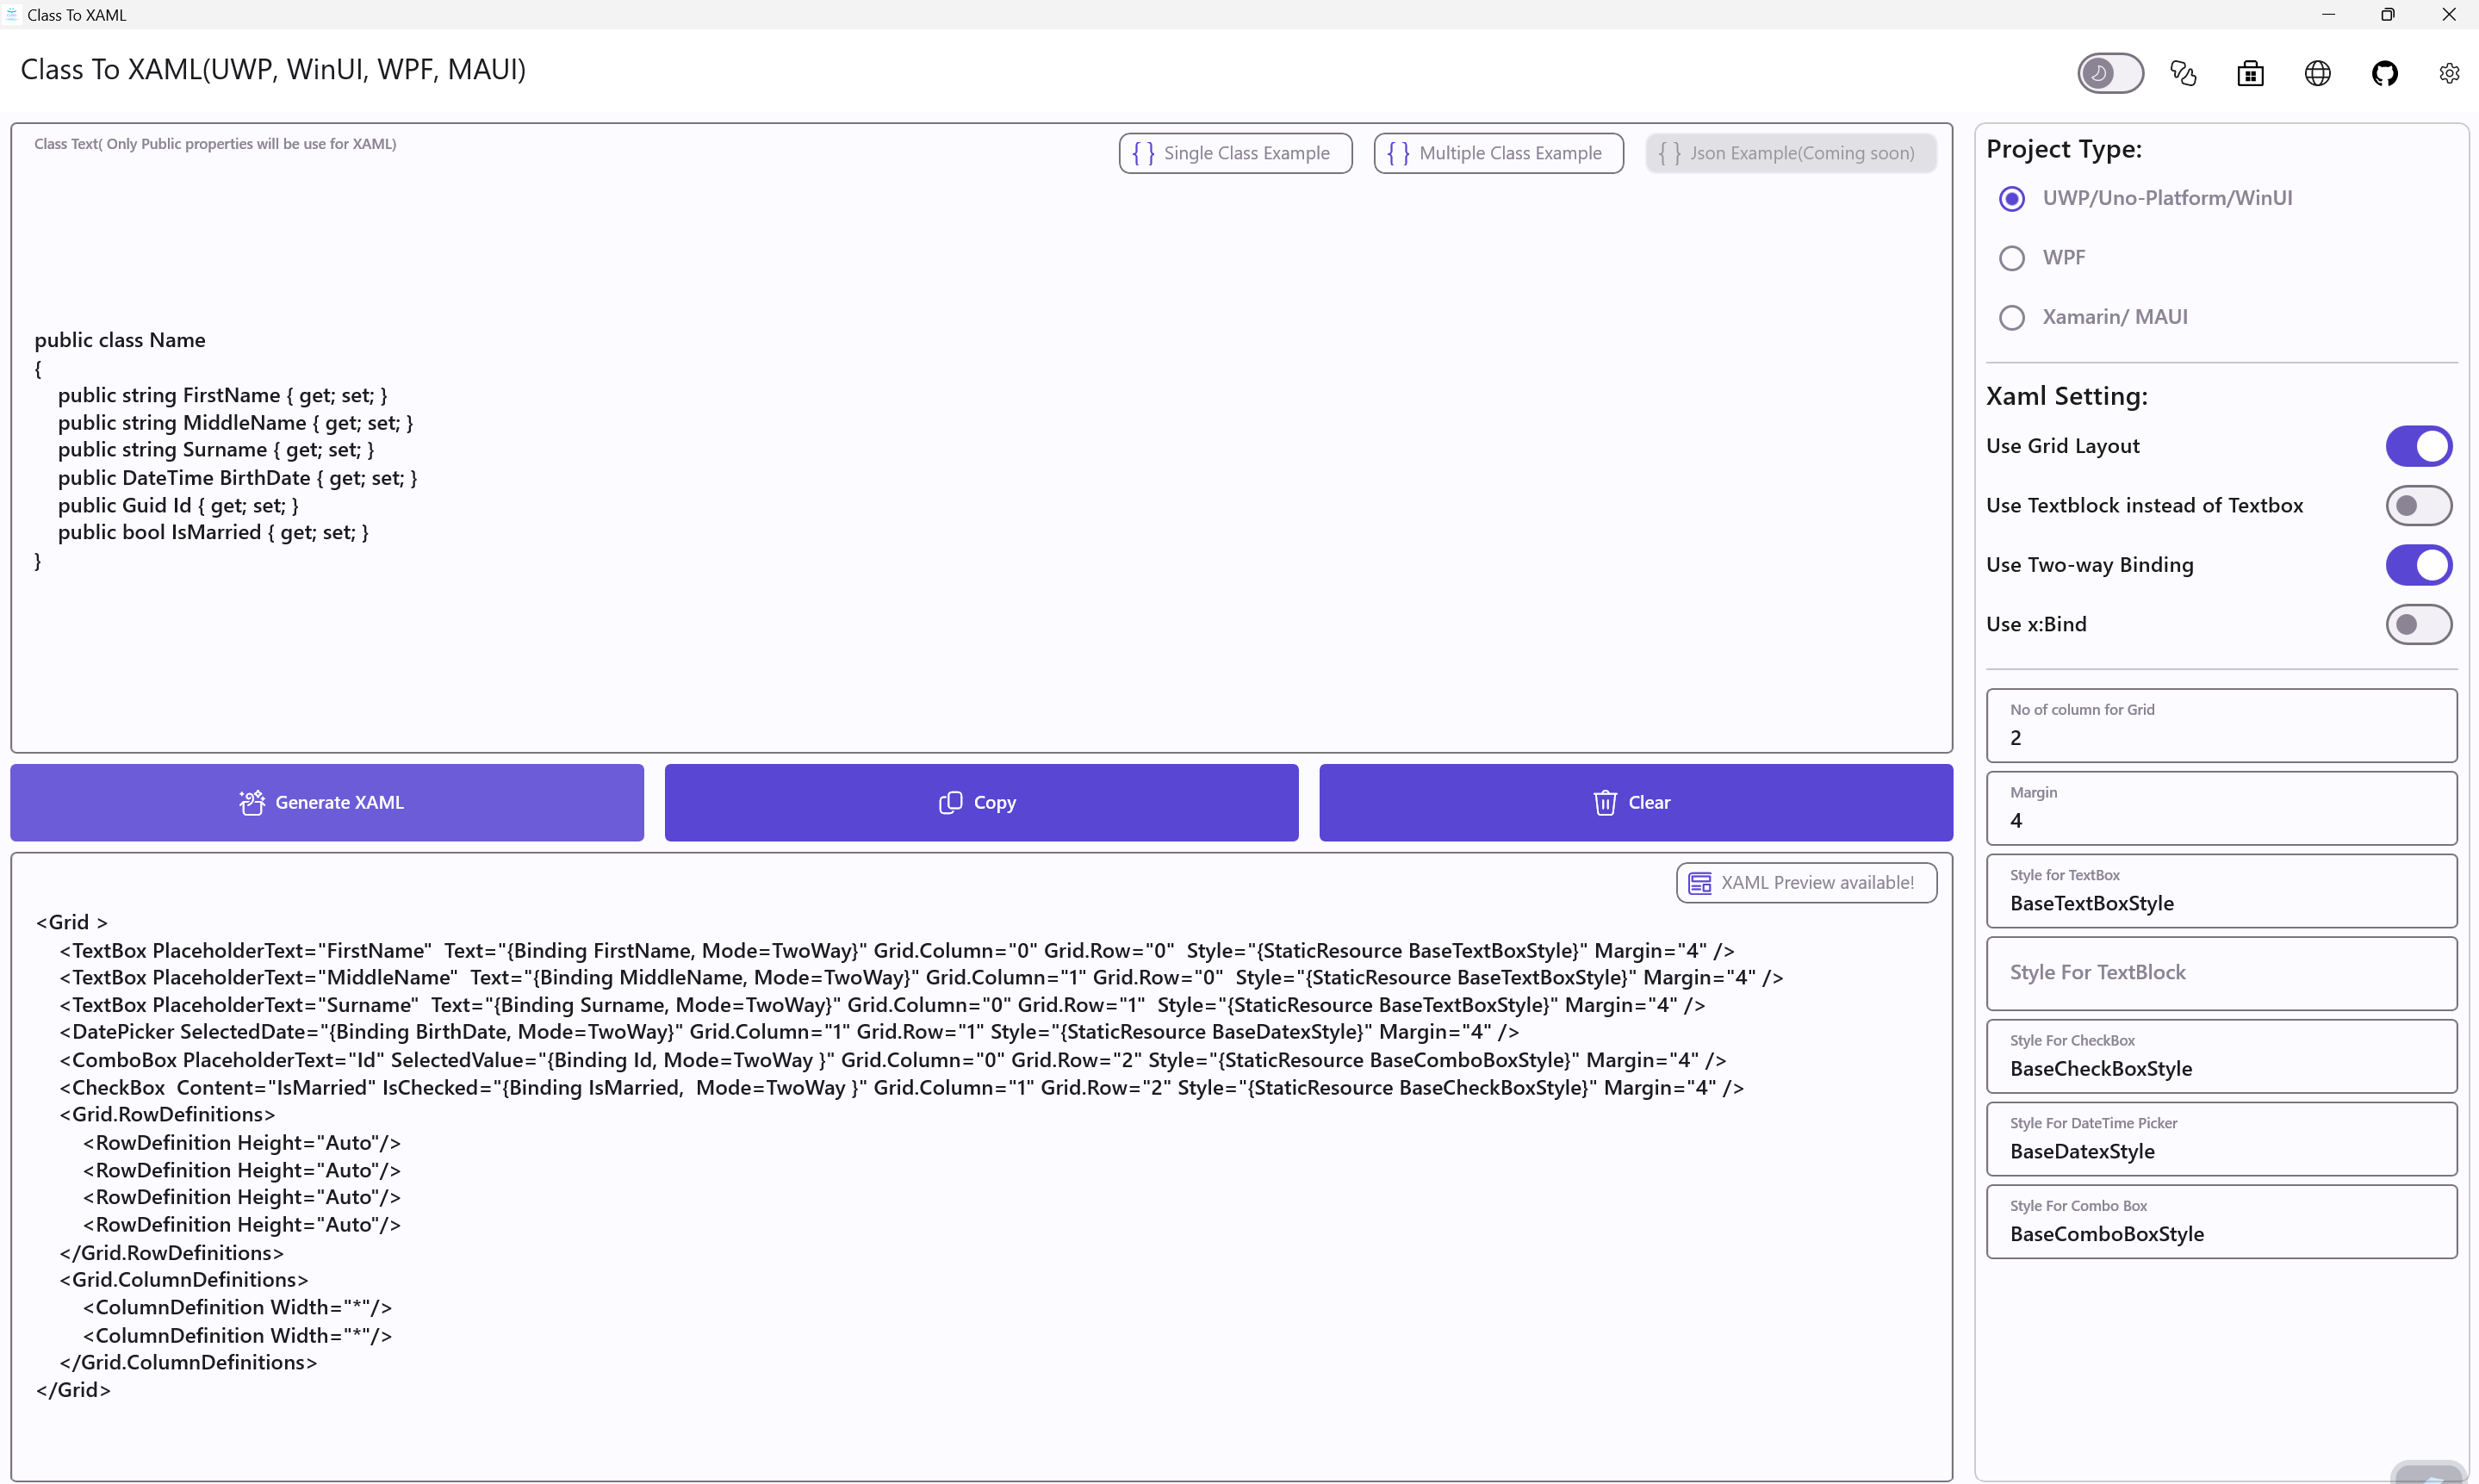 Class To XAML
Class To XAML(UWP, WinUI, WPF, MAUI)
Class Text( Only Public properties will be use for XAML)
{ } Single Class Example
{ } Multiple Class Example
{ } Json Example(Coming soon)
public class Name
{
public string FirstName { get; set; }
public string MiddleName { get; set; }
public string Surname { get; set; }
public DateTime BirthDate { get; set; }
public Guid Id { get; set; }
public bool IsMarried { get; set; }
}
Generate XAML
Copy
Clear
XAML Preview available!
<Grid >
<TextBox PlaceholderText="FirstName"  Text="{Binding FirstName, Mode=TwoWay}" Grid.Column="0" Grid.Row="0"  Style="{StaticResource BaseTextBoxStyle}" Margin="4" />
<TextBox PlaceholderText="MiddleName"  Text="{Binding MiddleName, Mode=TwoWay}" Grid.Column="1" Grid.Row="0"  Style="{StaticResource BaseTextBoxStyle}" Margin="4" />
<TextBox PlaceholderText="Surname"  Text="{Binding Surname, Mode=TwoWay}" Grid.Column="0" Grid.Row="1"  Style="{StaticResource BaseTextBoxStyle}" Margin="4" />
<DatePicker SelectedDate="{Binding BirthDate, Mode=TwoWay}" Grid.Column="1" Grid.Row="1" Style="{StaticResource BaseDatexStyle}" Margin="4" />
<ComboBox PlaceholderText="Id" SelectedValue="{Binding Id, Mode=TwoWay }" Grid.Column="0" Grid.Row="2" Style="{StaticResource BaseComboBoxStyle}" Margin="4" />
<CheckBox  Content="IsMarried" IsChecked="{Binding IsMarried,  Mode=TwoWay }" Grid.Column="1" Grid.Row="2" Style="{StaticResource BaseCheckBoxStyle}" Margin="4" />
<Grid.RowDefinitions>
<RowDefinition Height="Auto"/>
<RowDefinition Height="Auto"/>
<RowDefinition Height="Auto"/>
<RowDefinition Height="Auto"/>
</Grid.RowDefinitions>
<Grid.ColumnDefinitions>
<ColumnDefinition Width="*"/>
<ColumnDefinition Width="*"/>
</Grid.ColumnDefinitions>
</Grid>
Project Type:
UWP/Uno-Platform/WinUI
WPF
Xamarin/ MAUI
Xaml Setting:
Use Grid Layout
Use Textblock instead of Textbox
Use Two-way Binding
Use x:Bind
No of column for Grid
2
Margin
4
Style for TextBox
BaseTextBoxStyle
Style For TextBlock
Style For CheckBox
BaseCheckBoxStyle
Style For DateTime Picker
BaseDatexStyle
Style For Combo Box
BaseComboBoxStyle